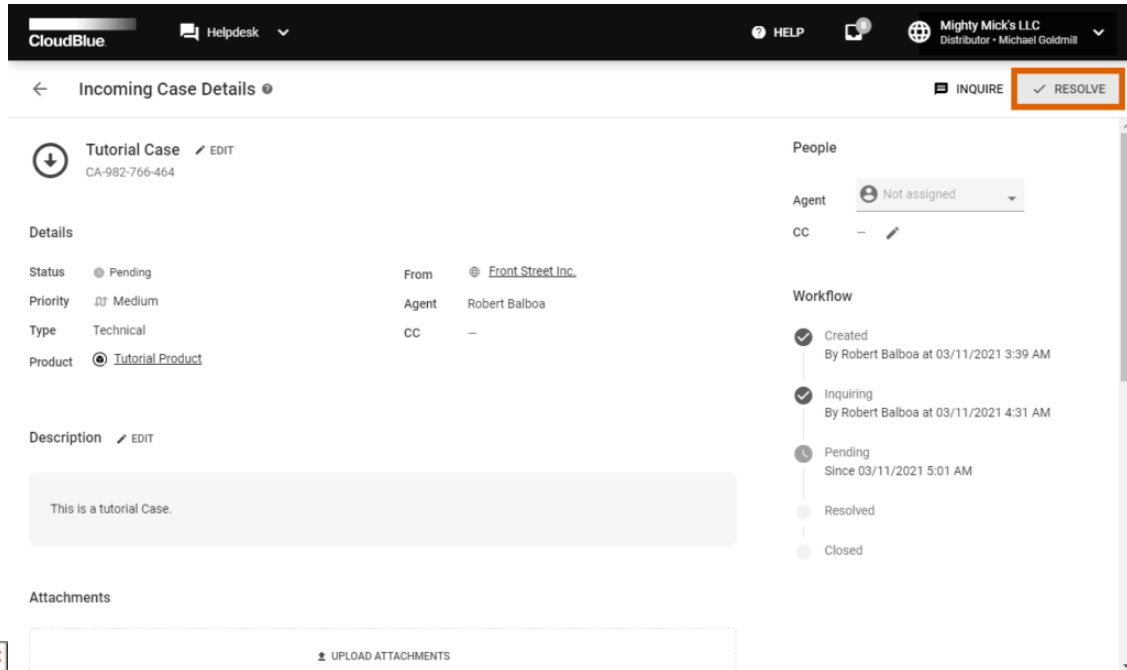 CloudBlue
Helpdesk
HELP
Mighty Mick's LLC
Distributor • Michael Goldmill
Incoming Case Details
INQUIRE
RESOLVE
Tutorial Case
EDIT
CA-982-766-464
Details
Status
Pending
Priority
Medium
Type
Technical
Product
Tutorial Product
From
Front Street Inc.
Agent
Robert Balboa
CC
–
Description
EDIT
This is a tutorial Case.
Attachments
UPLOAD ATTACHMENTS
People
Agent
Not assigned
CC
–
Workflow
Created
By Robert Balboa at 03/11/2021 3:39 AM
Inquiring
By Robert Balboa at 03/11/2021 4:31 AM
Pending
Since 03/11/2021 5:01 AM
Resolved
Closed